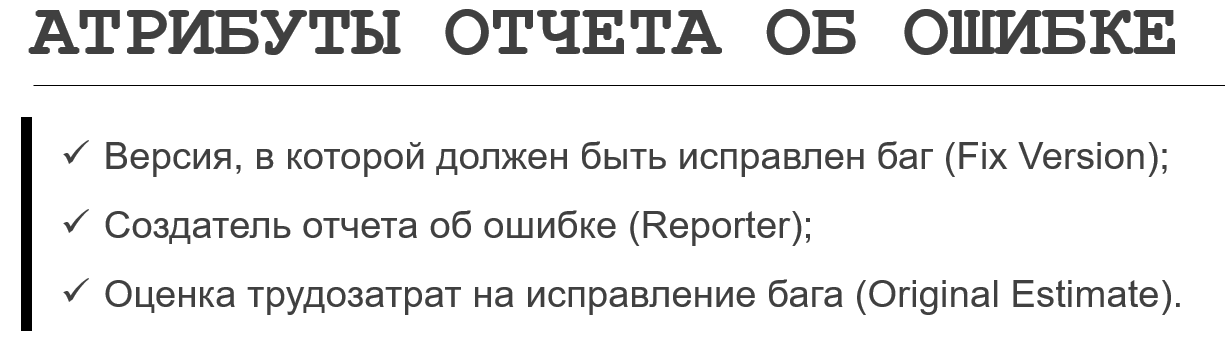 АТРИБУТЫ ОТЧЕТА ОБ ОШИБКЕ
✓ Версия, в которой должен быть исправлен баг (Fix Version);
✓ Создатель отчета об ошибке (Reporter);
✓ Оценка трудозатрат на исправление бага (Original Estimate).